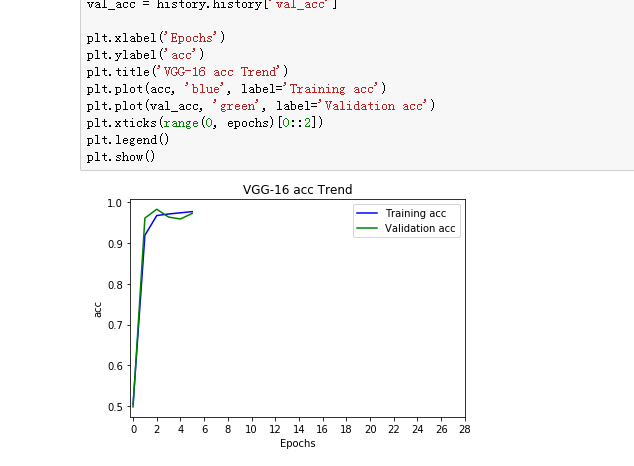 val_acc = history.history['val_acc']
plt.xlabel('Epochs')
plt.ylabel('acc')
plt.title('VGG-16 acc Trend')
plt.plot(acc, 'blue', label='Training acc')
plt.plot(val_acc, 'green', label='Validation acc')
plt.xticks(range(0, epochs)[0::2])
plt.legend()
plt.show()
VGG-16 acc Trend
Training acc
Validation acc
1.0
0.9
0.8
0.7
0.6
0.5
acc
0 2 4 6 8 10 12 14 16 18 20 22 24 26 28
Epochs